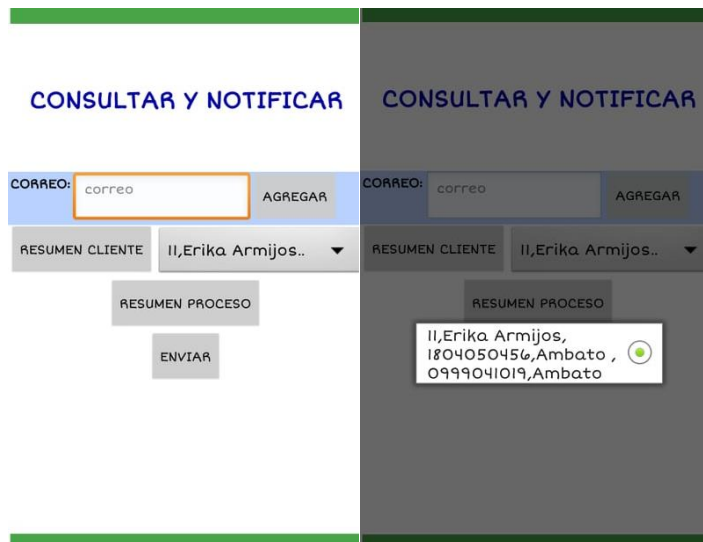 CONSULTAR Y NOTIFICAR
CORREO:
correo
AGREGAR
RESUMEN CLIENTE
11,Erika Armijos..
RESUMEN PROCESO
ENVIAR
CONSULTAR Y NOTIFICAR
CORREO:
correo
AGREGAR
RESUMEN CLIENTE
11,Erika Armijos..
RESUMEN PROCESO
11,Erika Armijos,
1804050456,Ambato ,
0999041019,Ambato